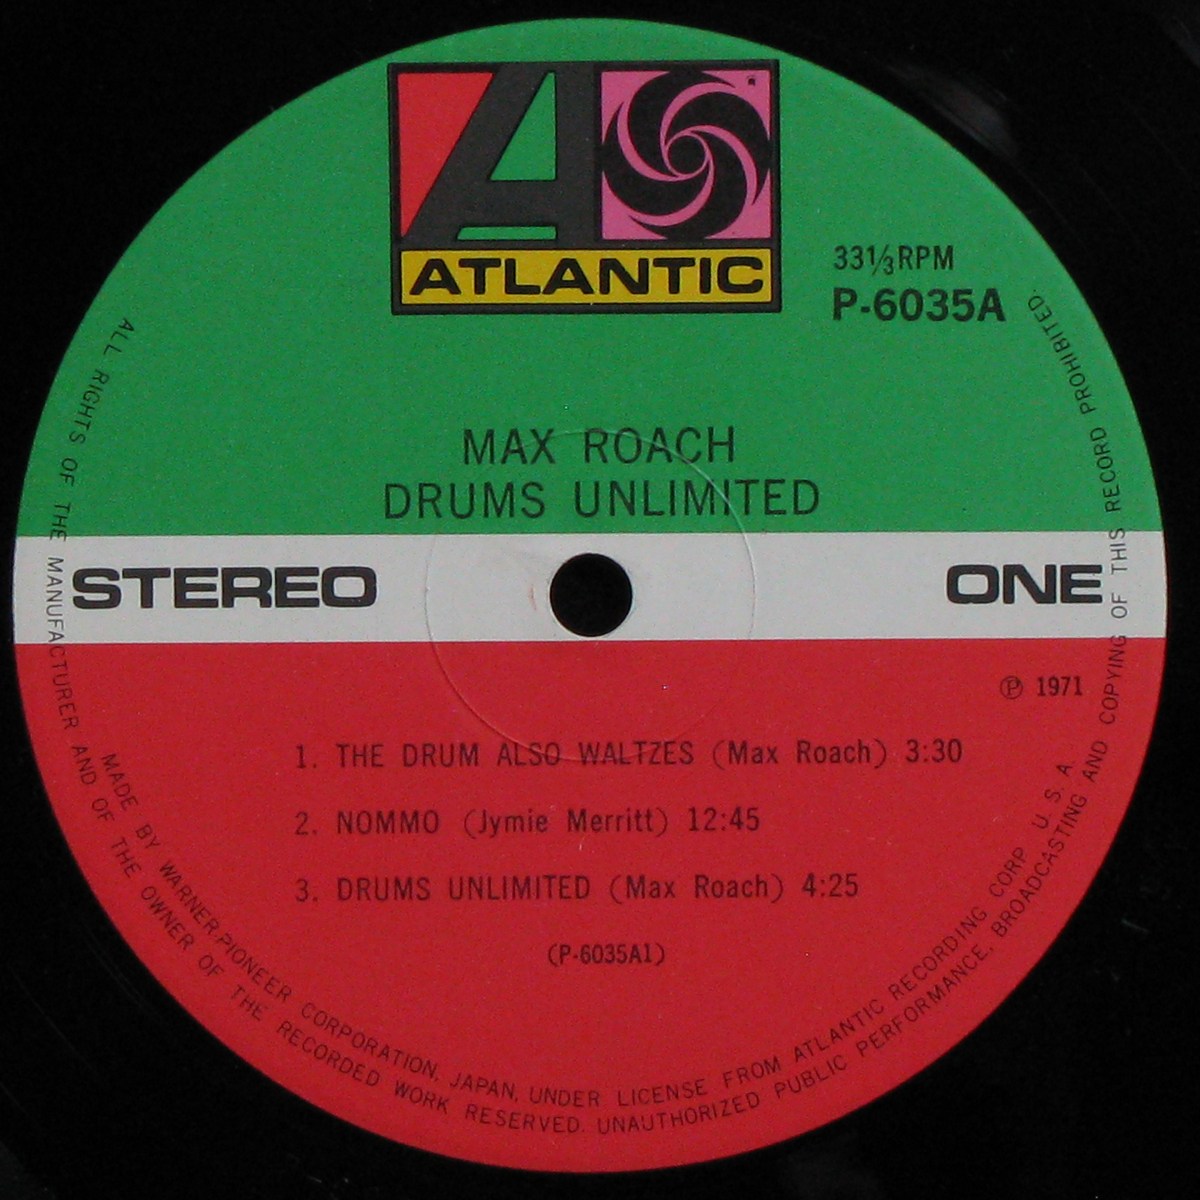 ATLANTIC
33⅓RPM
P-6035A
MAX ROACH
DRUMS UNLIMITED
STEREO
ONE
Ⓟ 1971
1. THE DRUM ALSO WALTZES (Max Roach) 3:30
2. NOMMO (Jymie Merritt) 12:45
3. DRUMS UNLIMITED (Max Roach) 4:25
(P-6035A1)
MADE BY WARNER-PIONEER CORPORATION, JAPAN, UNDER LICENSE FROM ATLANTIC RECORDING CORP U.S.A.
ALL RIGHTS OF THE MANUFACTURER AND OF THE OWNER OF THE RECORDED WORK RESERVED. UNAUTHORIZED PUBLIC PERFORMANCE, BROADCASTING AND COPYING OF THIS RECORD PROHIBITED.